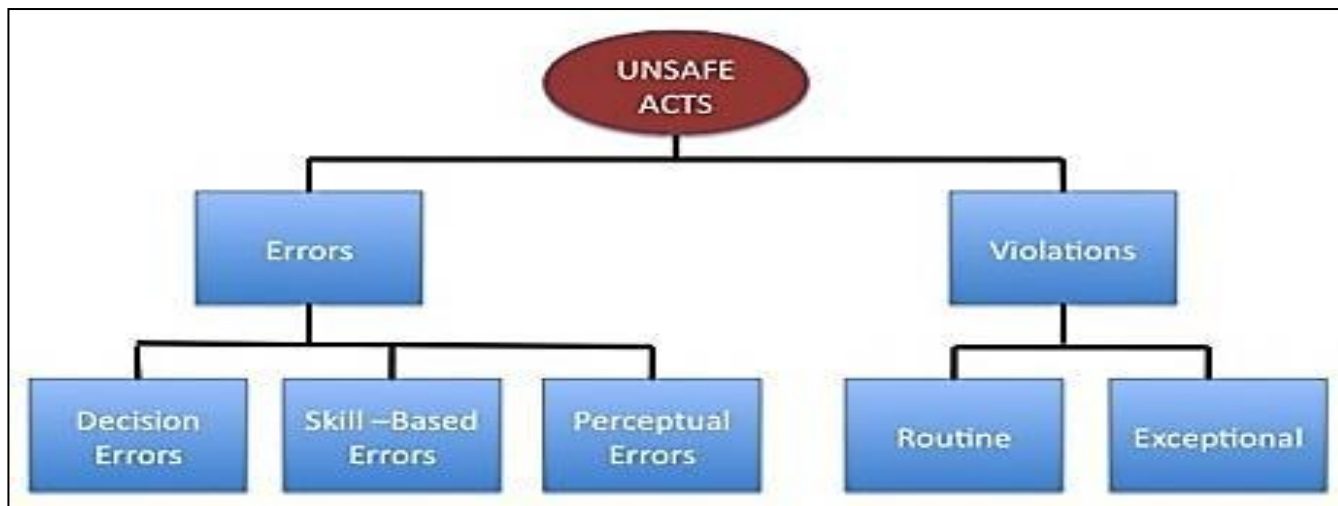 UNSAFE
ACTS
Errors
Violations
Decision
Errors
Skill –Based
Errors
Perceptual
Errors
Routine
Exceptional